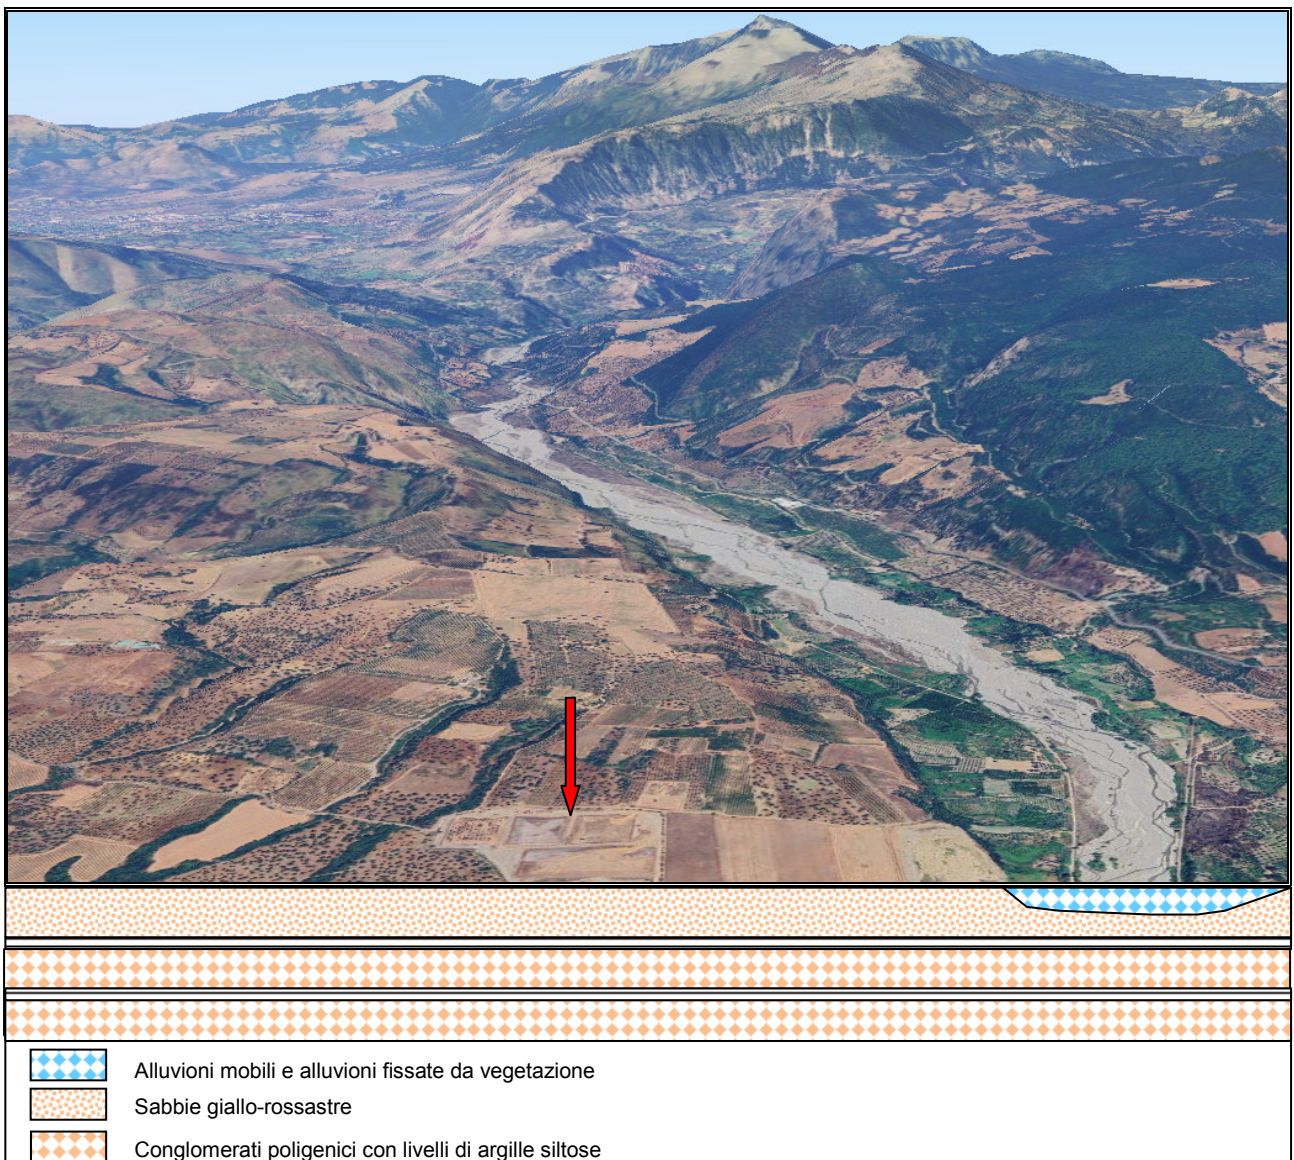 Alluvioni mobili e alluvioni fissate da vegetazione
Sabbie giallo-rossastre
Conglomerati poligenici con livelli di argille siltose